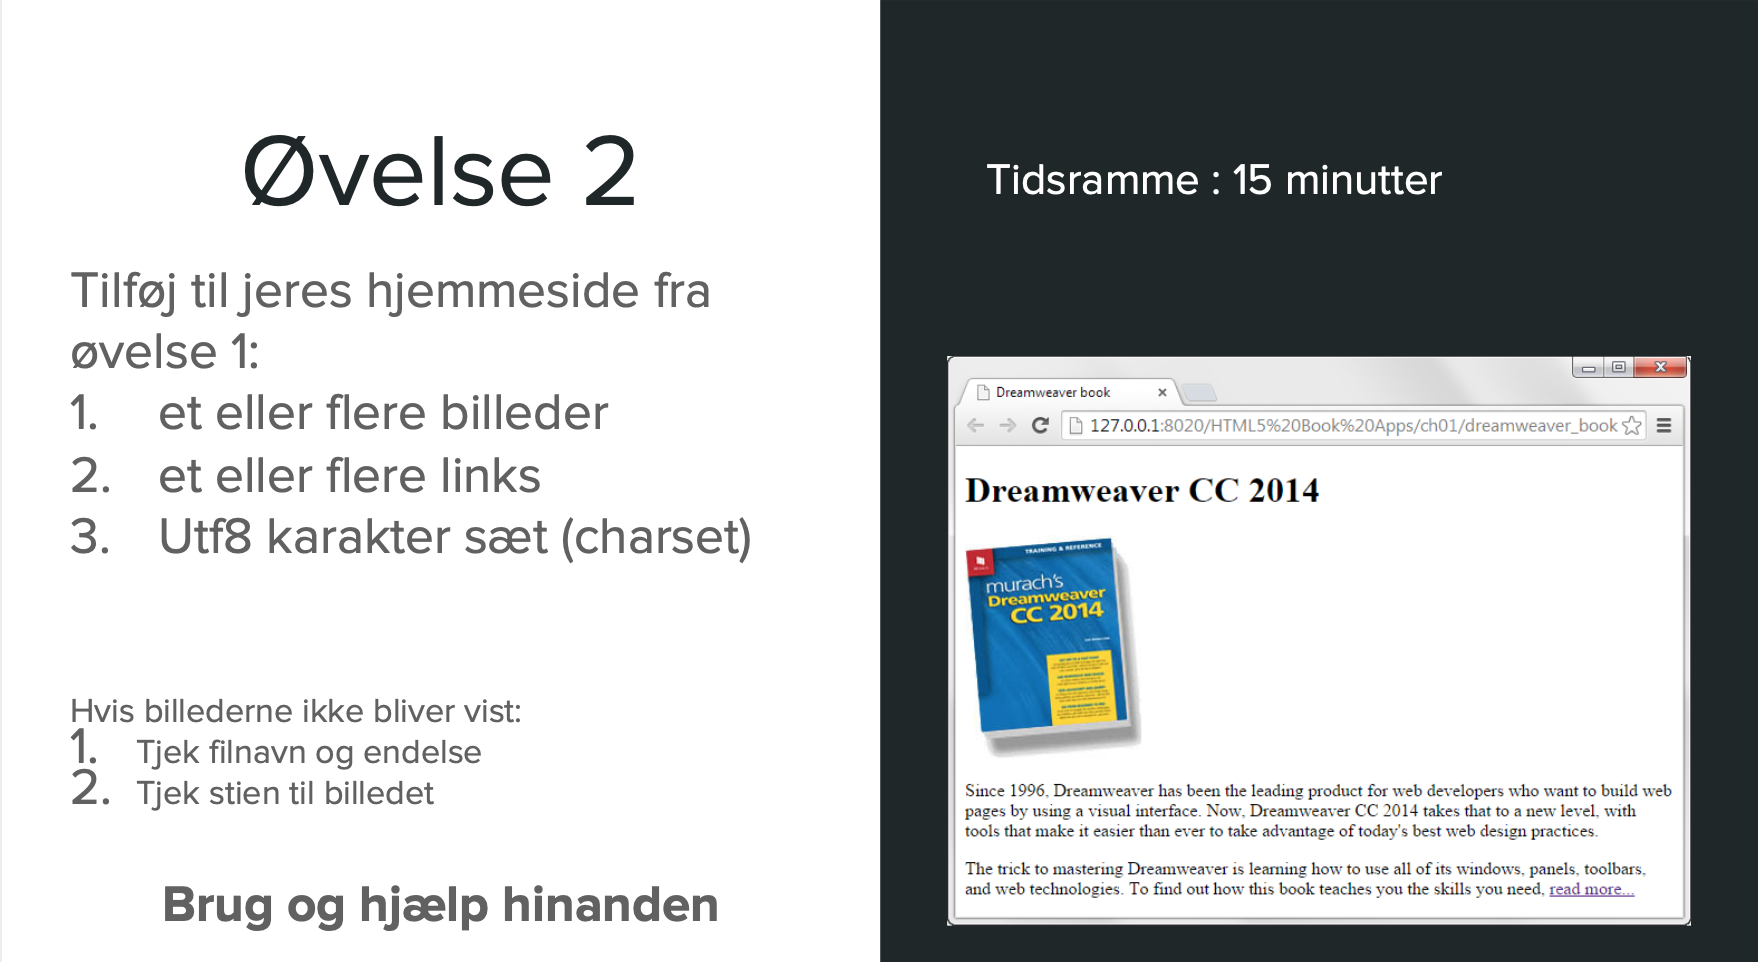 Øvelse 2
Tilføj til jeres hjemmeside fra
øvelse 1:
1. et eller flere billeder
2. et eller flere links
3. Utf8 karakter sæt (charset)
Hvis billederne ikke bliver vist:
1. Tjek filnavn og endelse
2. Tjek stien til billedet
Brug og hjælp hinanden
Tidsramme : 15 minutter
Dreamweaver book
127.0.0.1:8020/HTML5%20Book%20Apps/ch01/dreamweaver_book
Dreamweaver CC 2014
TRAINING & REFERENCE
murach's
Dreamweaver
CC 2014
Since 1996, Dreamweaver has been the leading product for web developers who want to build web
pages by using a visual interface. Now, Dreamweaver CC 2014 takes that to a new level, with
tools that make it easier than ever to take advantage of today's best web design practices.
The trick to mastering Dreamweaver is learning how to use all of its windows, panels, toolbars,
and web technologies. To find out how this book teaches you the skills you need, read more...